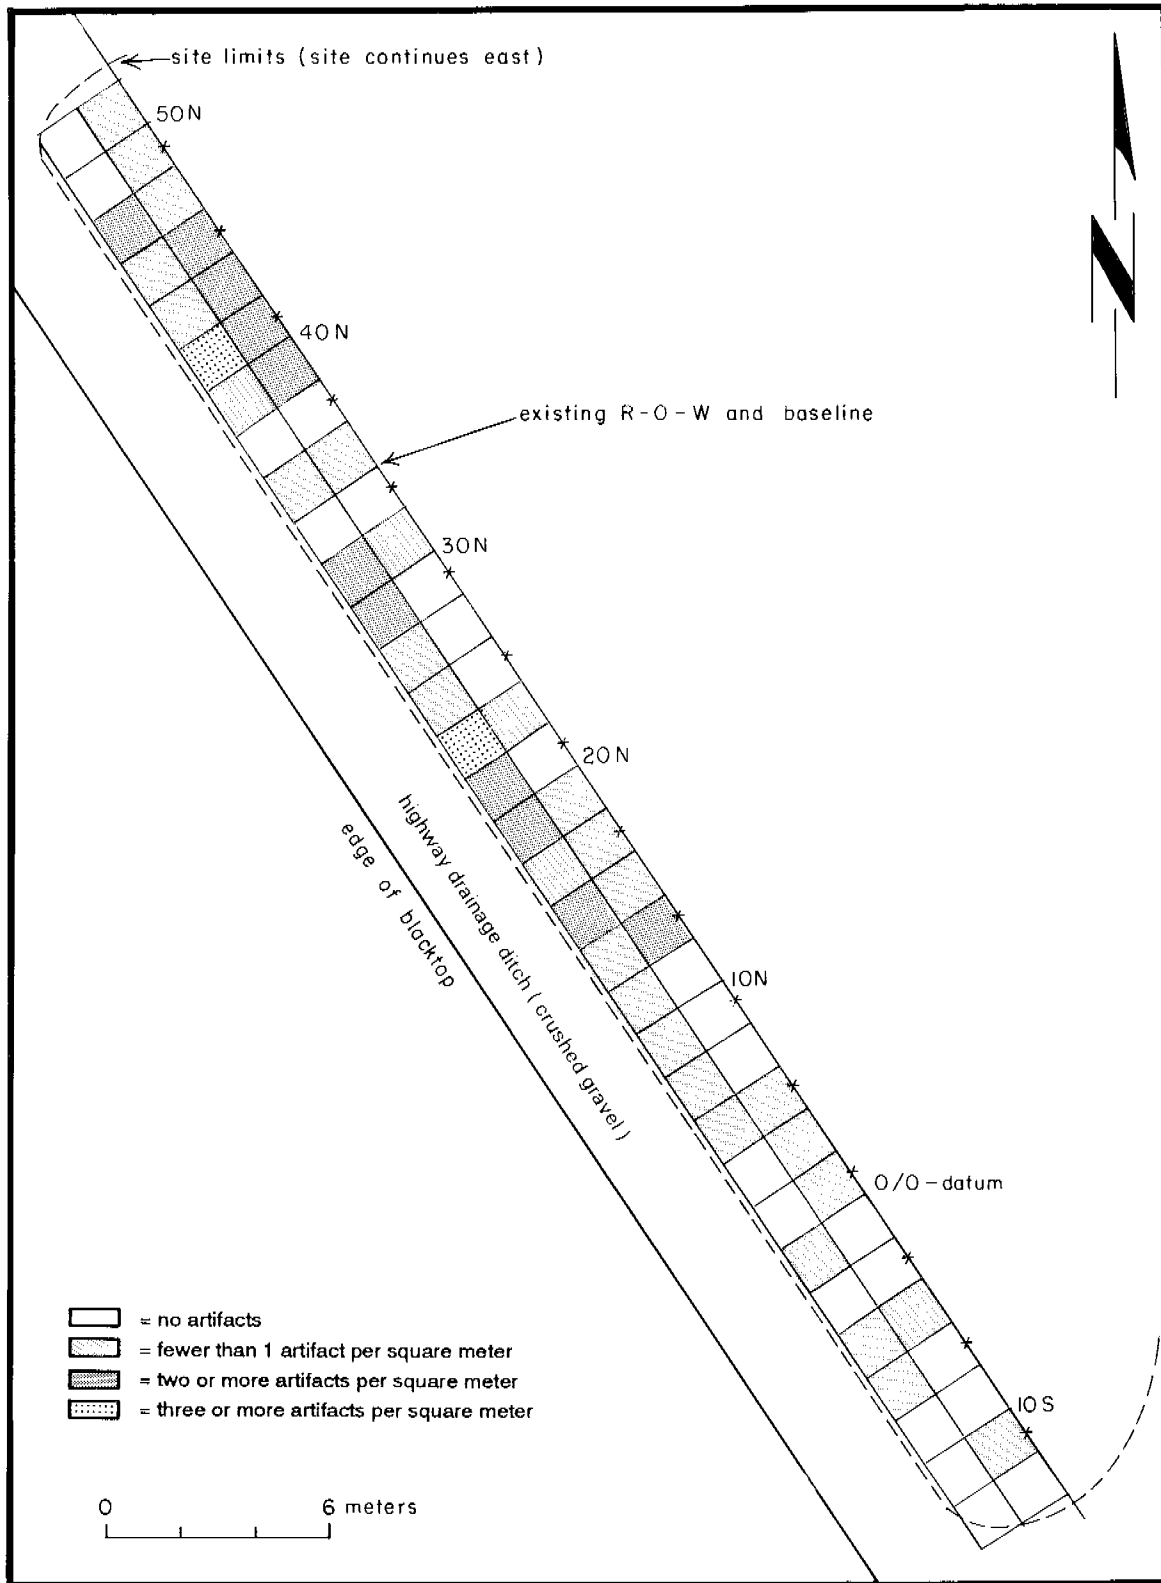 site limits (site continues east)
50N
40N
existing R-O-W and baseline
30N
20N
highway drainage ditch (crushed gravel)
edge of blacktop
10N
0/0-datum
= no artifacts
= fewer than 1 artifact per square meter
= two or more artifacts per square meter
= three or more artifacts per square meter
10S
0 6 meters
N